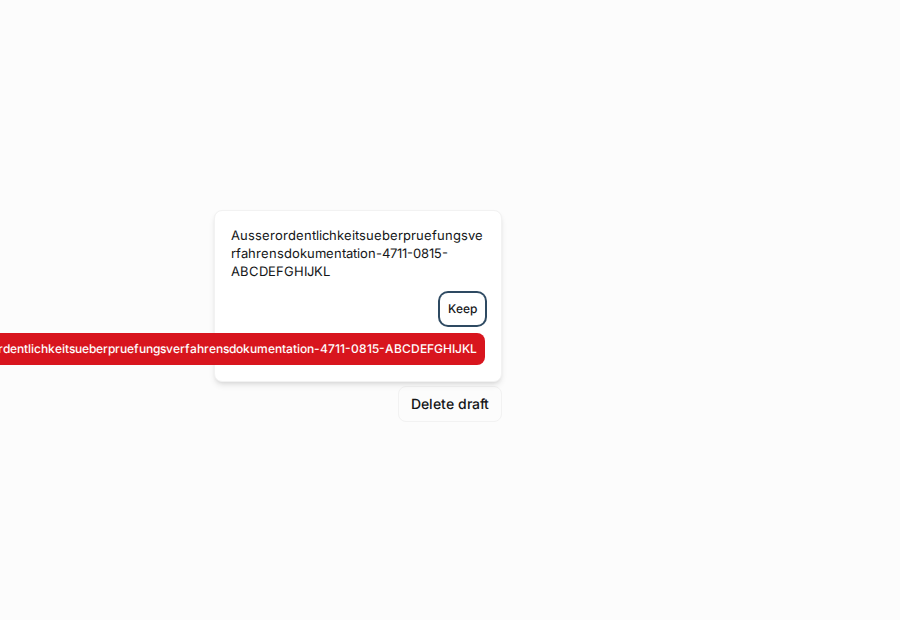 Ausserordentlichkeitsueberpruefungsve
rfahrensdokumentation-4711-0815-
ABCDEFGHIJKL
Keep
rdentlichkeitsueberpruefungsverfahrensdokumentation-4711-0815-ABCDEFGHIJKL
Delete draft